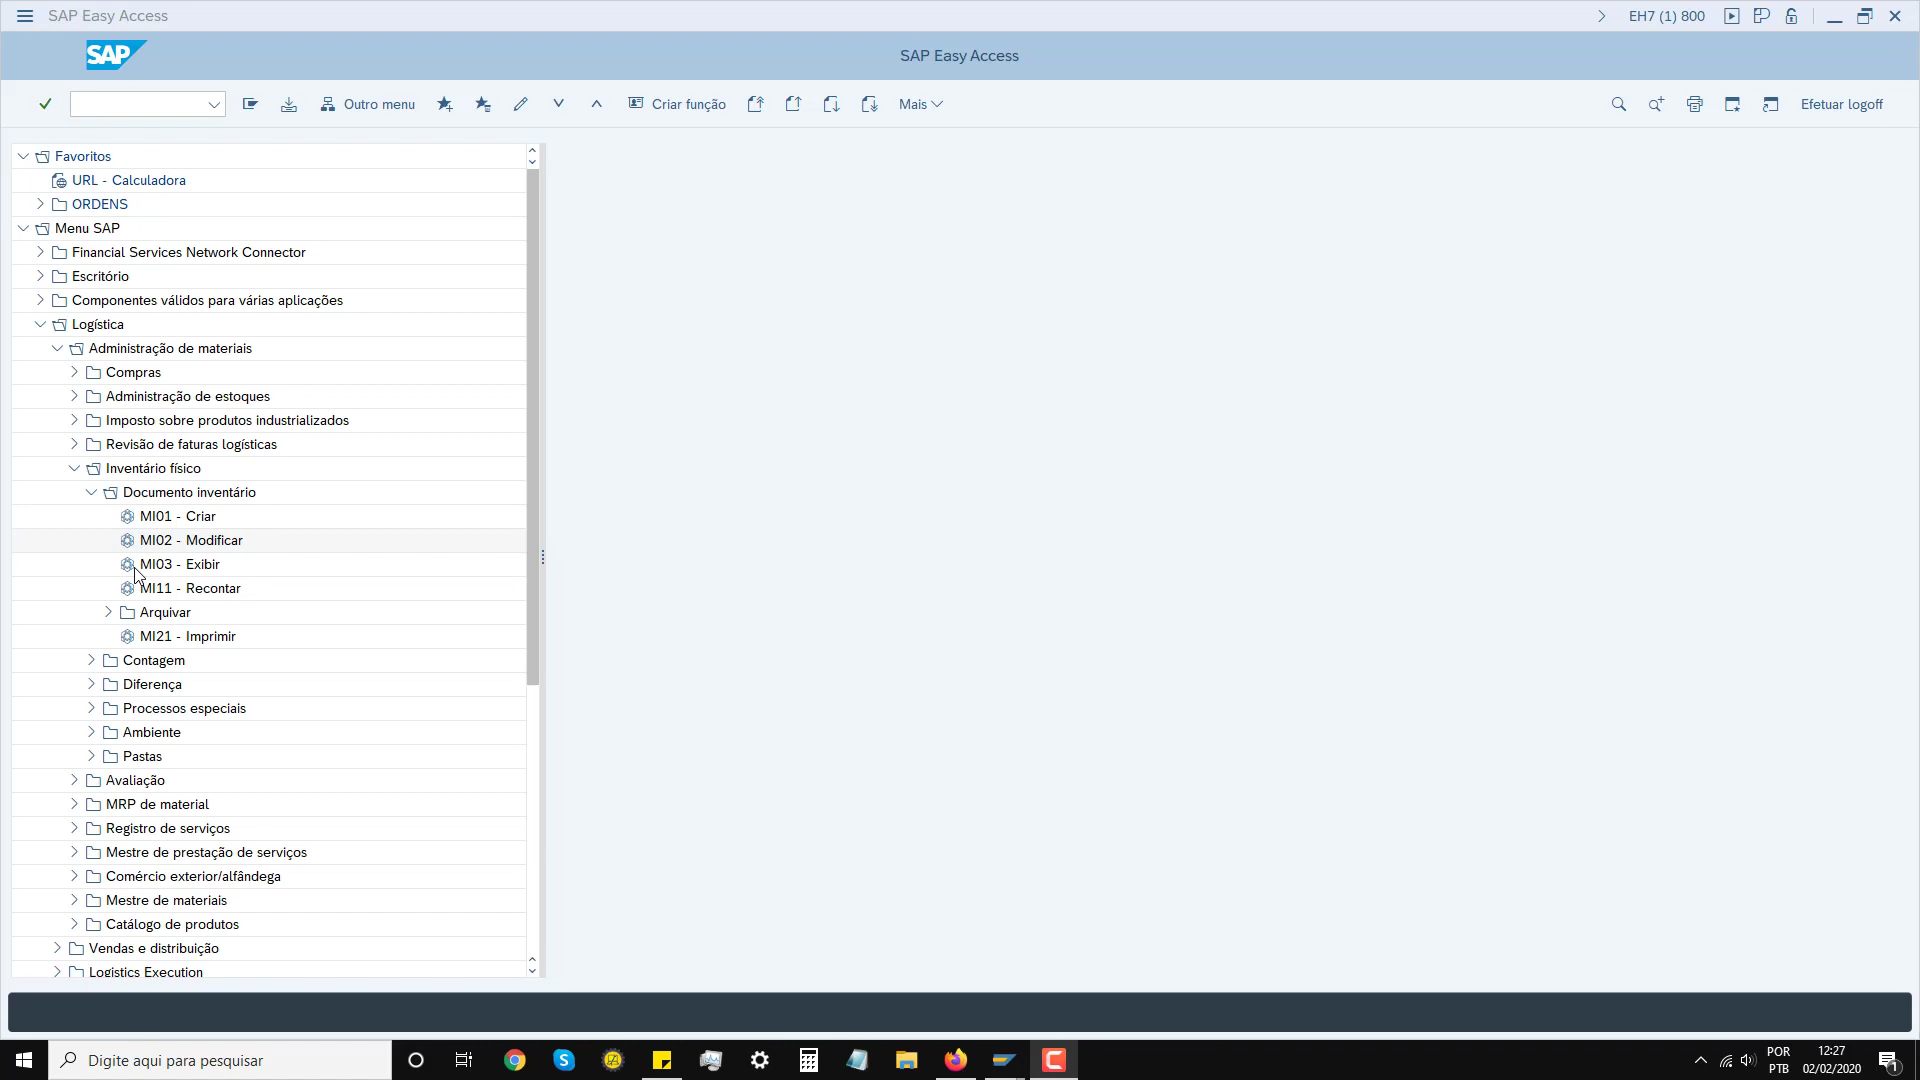 SAP Easy Access
EH7 (1) 800
SAP
SAP Easy Access
Outro menu
Criar função
Mais
Efetuar logoff
Favoritos
URL - Calculadora
ORDENS
Menu SAP
Financial Services Network Connector
Escritório
Componentes válidos para várias aplicações
Logística
Administração de materiais
Compras
Administração de estoques
Imposto sobre produtos industrializados
Revisão de faturas logísticas
Inventário físico
Documento inventário
MI01 - Criar
MI02 - Modificar
MI03 - Exibir
MI11 - Recontar
Arquivar
MI21 - Imprimir
Contagem
Diferença
Processos especiais
Ambiente
Pastas
Avaliação
MRP de material
Registro de serviços
Mestre de prestação de serviços
Comércio exterior/alfândega
Mestre de materiais
Catálogo de produtos
Vendas e distribuição
Logistics Execution
Digite aqui para pesquisar
POR
PTB
12:27
02/02/2020
1